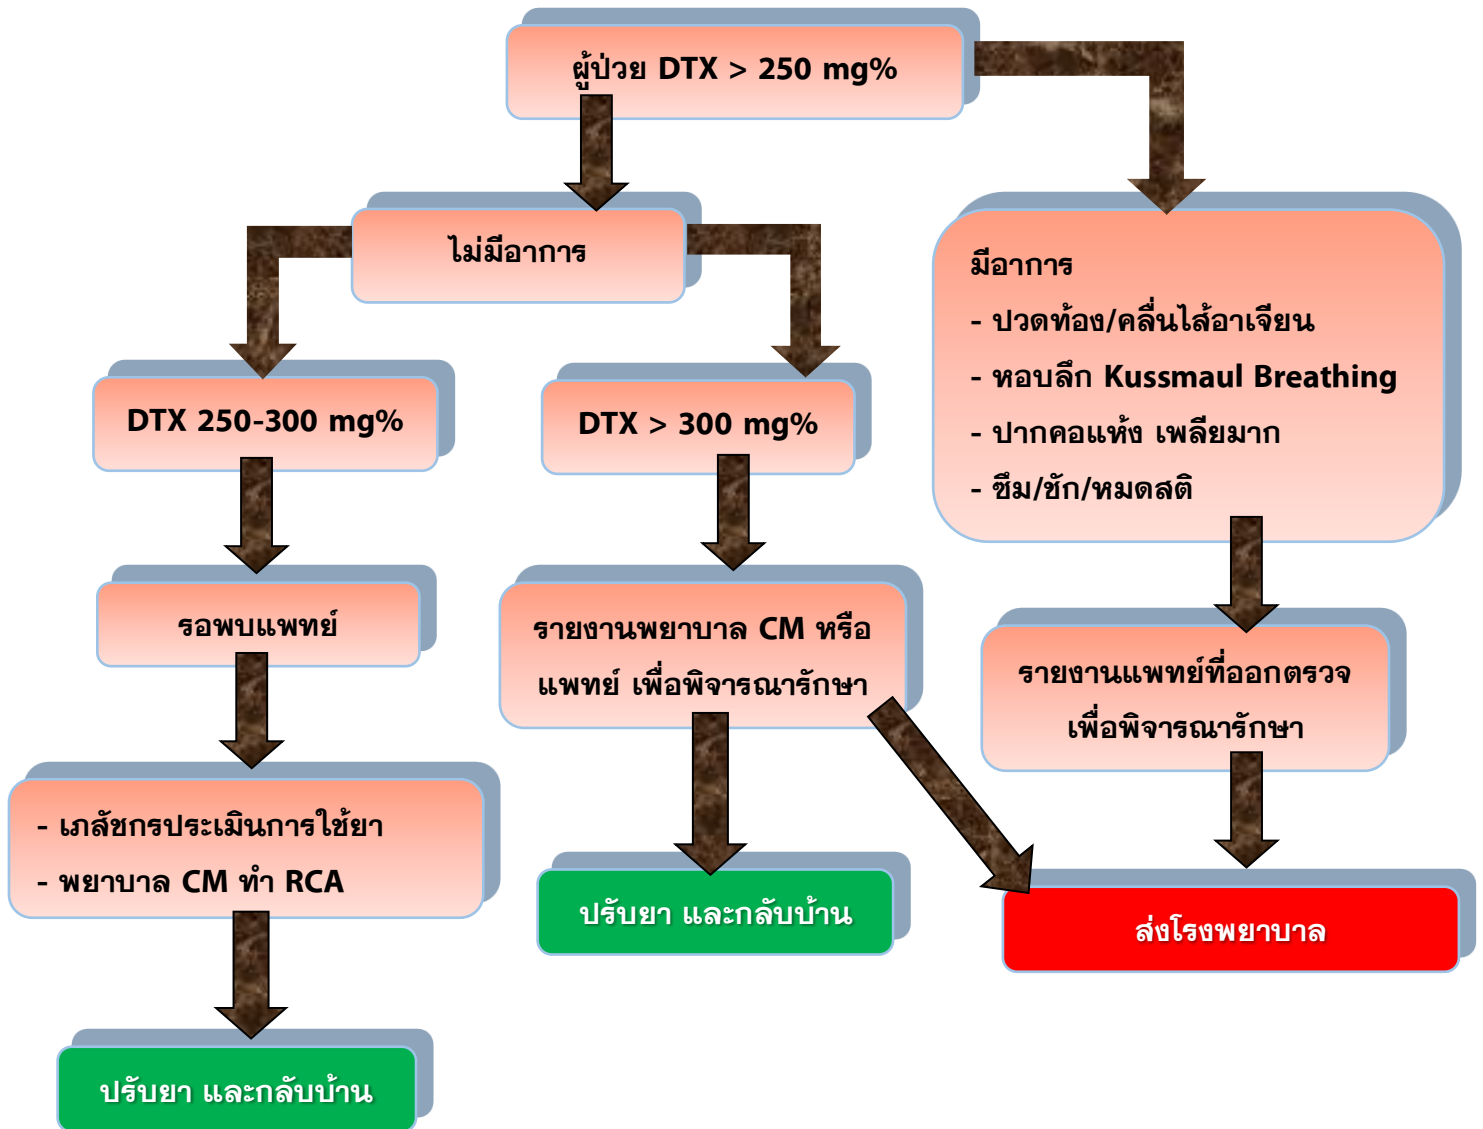 ผู้ป่วย DTX > 250 mg%
ไม่มีอาการ
มีอาการ
- ปวดท้อง/คลื่นไส้อาเจียน
- หอบลึก Kussmaul Breathing
- ปากคอแห้ง เพลียมาก
- ซึม/ชัก/หมดสติ
DTX 250-300 mg%
DTX > 300 mg%
รอพบแพทย์
รายงานพยาบาล CM หรือ
แพทย์ เพื่อพิจารณารักษา
รายงานแพทย์ที่ออกตรวจ
เพื่อพิจารณารักษา
- เภสัชกรประเมินการใช้ยา
- พยาบาล CM ทำ RCA
ปรับยา และกลับบ้าน
ส่งโรงพยาบาล
ปรับยา และกลับบ้าน